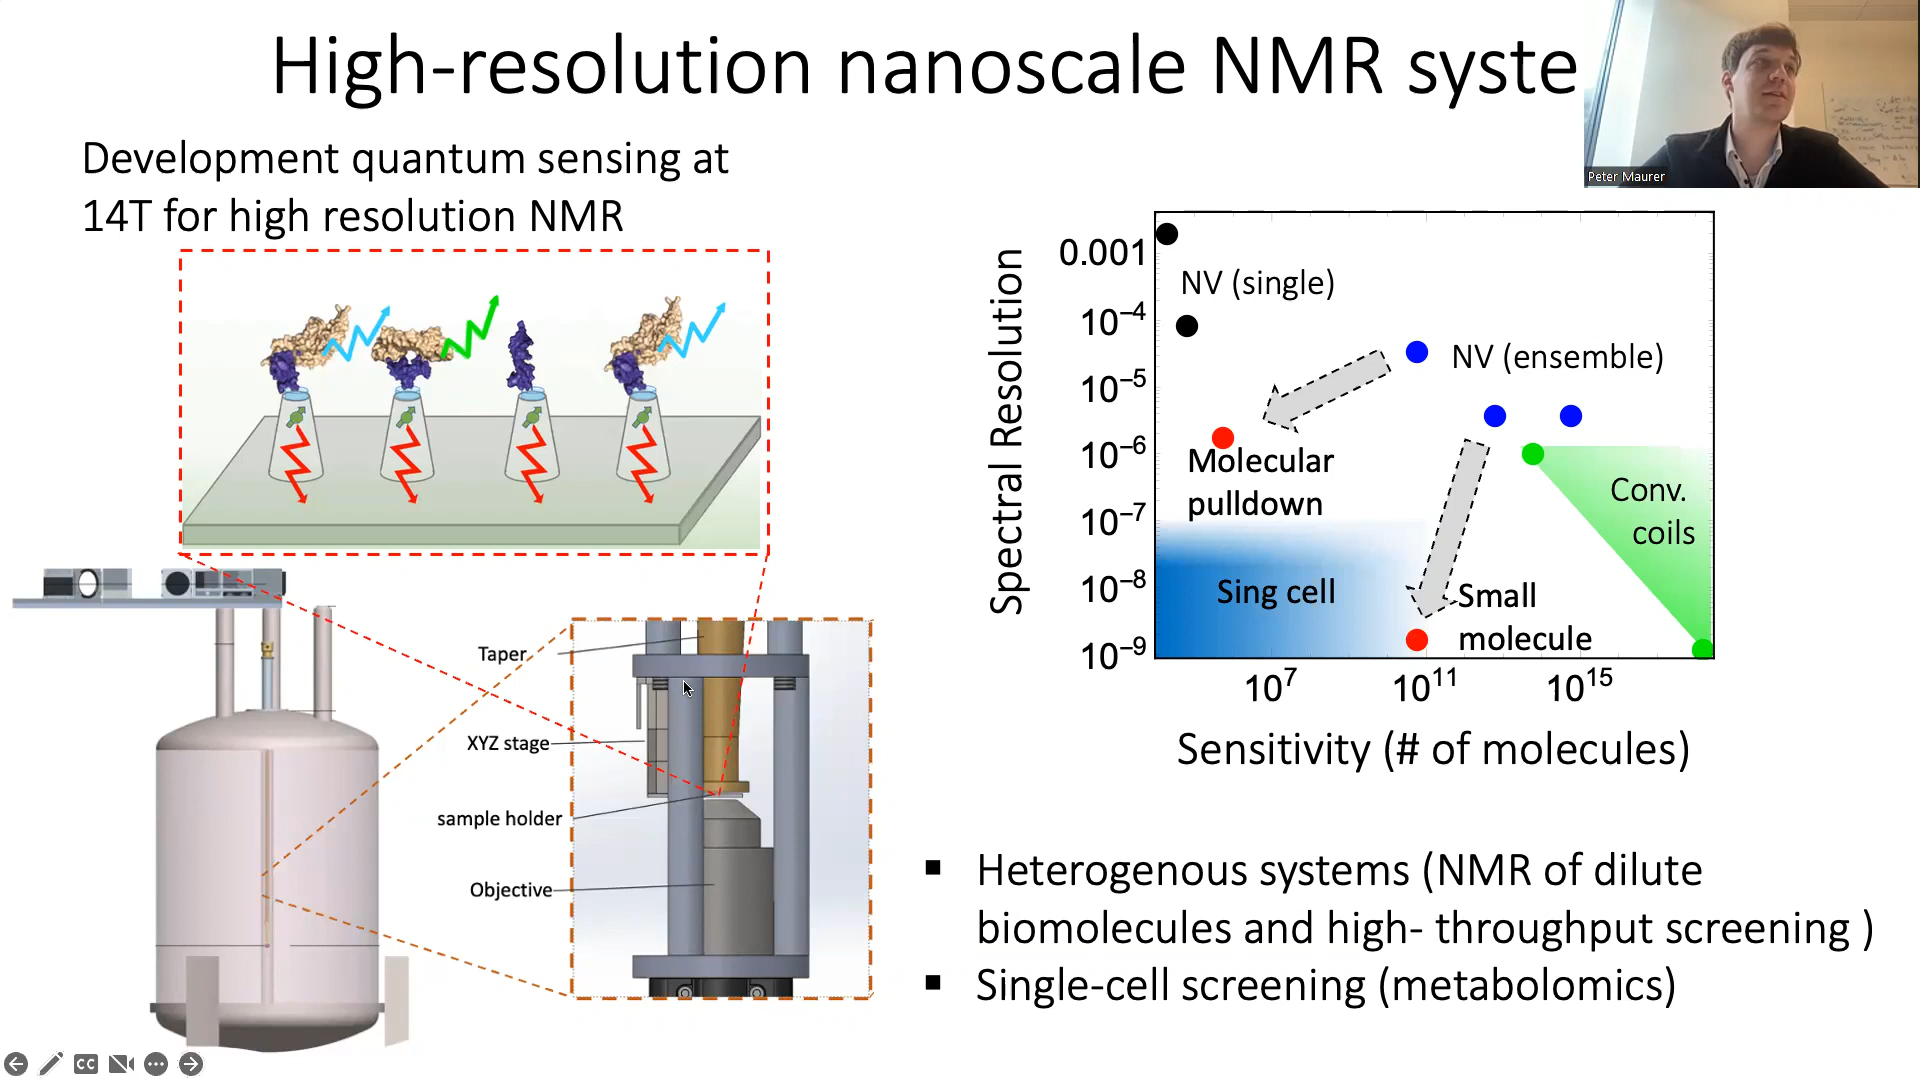 High-resolution nanoscale NMR syste
Peter Maurer
Development quantum sensing at
14T for high resolution NMR
Taper
XYZ stage
sample holder
Objective
Spectral Resolution
0.001
10⁻⁴
10⁻⁵
10⁻⁶
10⁻⁷
10⁻⁸
10⁻⁹
NV (single)
NV (ensemble)
Molecular
pulldown
Conv.
coils
Sing cell
Small
molecule
10⁷ 10¹¹ 10¹⁵
Sensitivity (# of molecules)
▪ Heterogenous systems (NMR of dilute
biomolecules and high- throughput screening )
▪ Single-cell screening (metabolomics)
CC